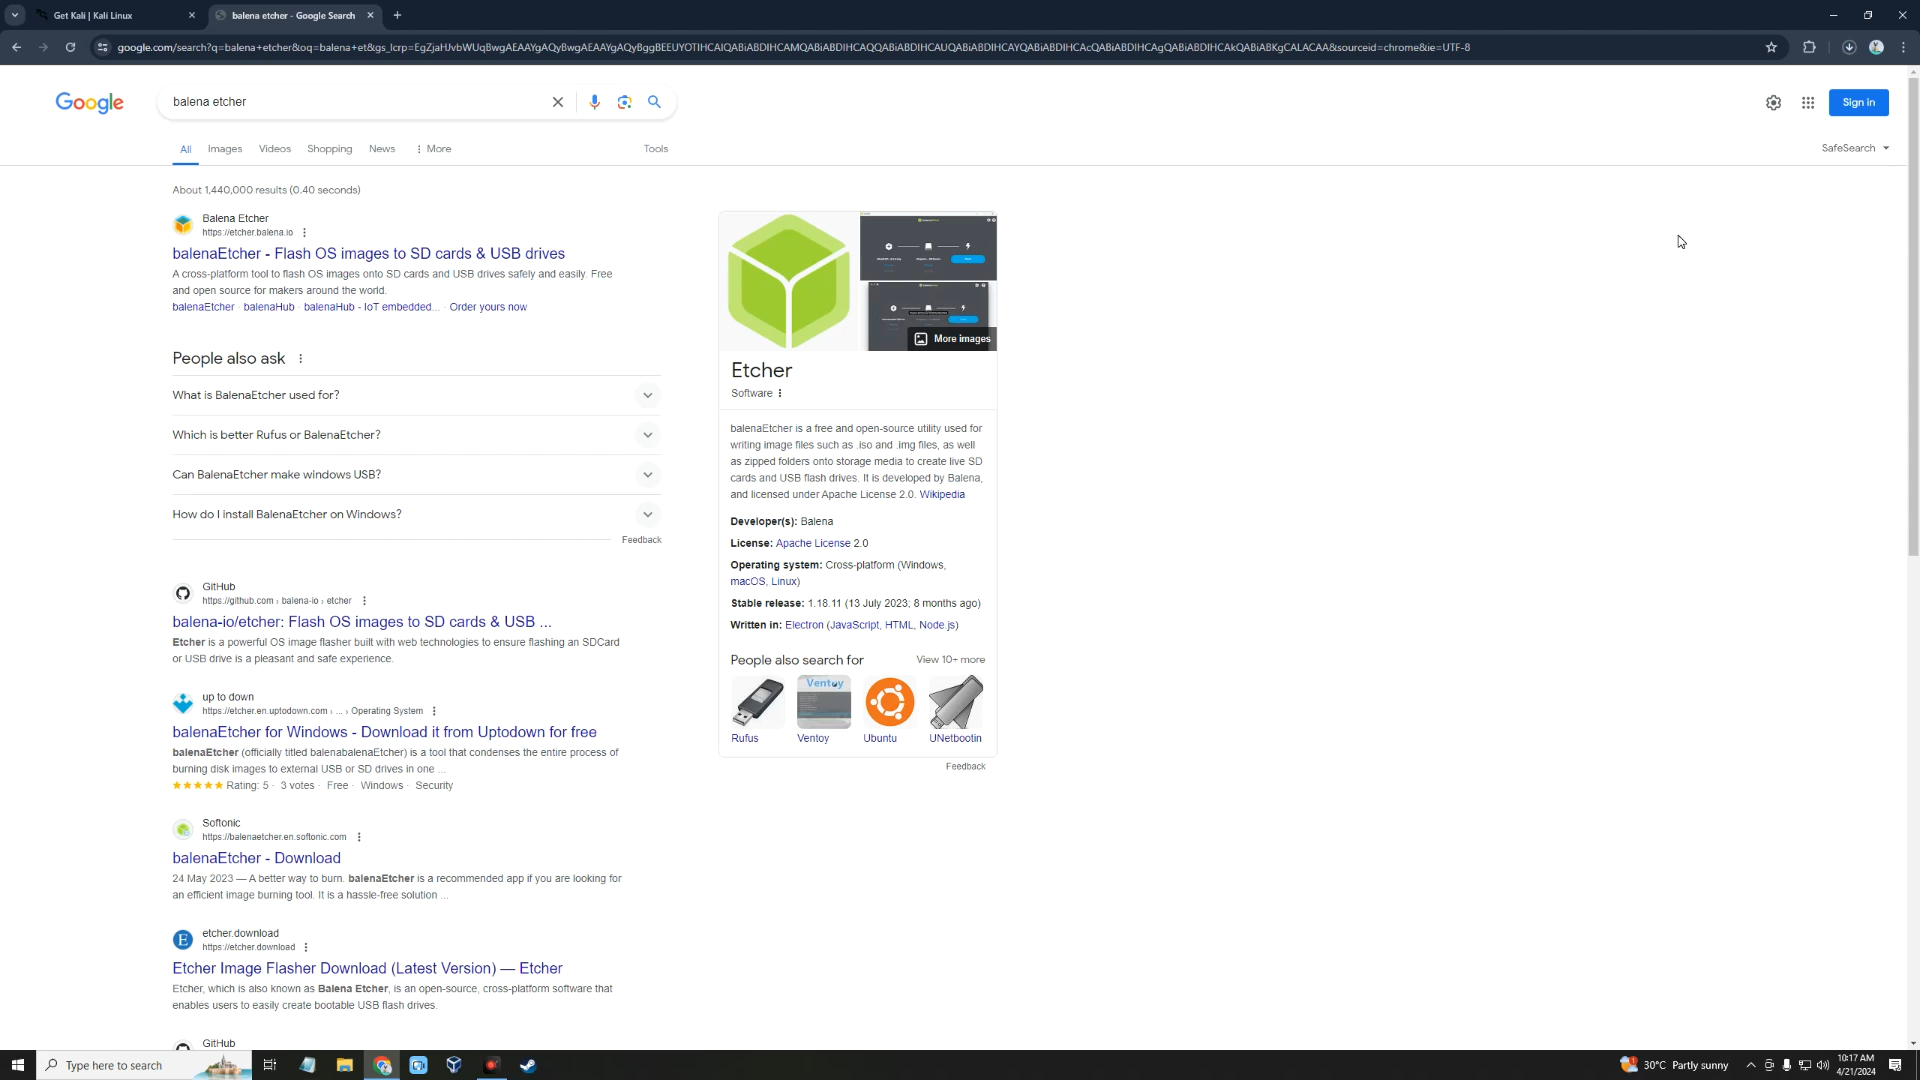 Get Kali | Kali Linux
balena etcher - Google Search
google.com/search?q=balena+etcher&oq=balena+et&gs_lcrp=EgZjaHJvbWUqBwgAEAAYgAQyBwgAEAAYgAQyBggBEEUYOTIHCAIQABiABDIHCAMQABiABDIHCAQQABiABDIHCAUQABiABDIHCAYQABiABDIHCAcQABiABDIHCAgQABiABDIHCAkQABiABKgCALACAA&sourceid=chrome&ie=UTF-8
Google
balena etcher
Sign in
All
Images
Videos
Shopping
News
More
Tools
SafeSearch
About 1,440,000 results (0.40 seconds)
Balena Etcher
https://etcher.balena.io
balenaEtcher - Flash OS images to SD cards & USB drives
A cross-platform tool to flash OS images onto SD cards and USB drives safely and easily. Free
and open source for makers around the world.
balenaEtcher · balenaHub · balenaHub - IoT embedded... · Order yours now
People also ask
What is BalenaEtcher used for?
Which is better Rufus or BalenaEtcher?
Can BalenaEtcher make windows USB?
How do I install BalenaEtcher on Windows?
Feedback
GitHub
https://github.com › balena-io › etcher
balena-io/etcher: Flash OS images to SD cards & USB ...
Etcher is a powerful OS image flasher built with web technologies to ensure flashing an SDCard
or USB drive is a pleasant and safe experience.
up to down
https://etcher.en.uptodown.com › ... › Operating System
balenaEtcher for Windows - Download it from Uptodown for free
balenaEtcher (officially titled balenabalenaEtcher) is a tool that condenses the entire process of
burning disk images to external USB or SD drives in one ...
Rating: 5 · 3 votes · Free · Windows · Security
Softonic
https://balenaetcher.en.softonic.com
balenaEtcher - Download
24 May 2023 — A better way to burn. balenaEtcher is a recommended app if you are looking for
an efficient image burning tool. It is a hassle-free solution ...
etcher.download
https://etcher.download
Etcher Image Flasher Download (Latest Version) — Etcher
Etcher, which is also known as Balena Etcher, is an open-source, cross-platform software that
enables users to easily create bootable USB flash drives.
GitHub
More images
Etcher
Software
balenaEtcher is a free and open-source utility used for
writing image files such as .iso and .img files, as well
as zipped folders onto storage media to create live SD
cards and USB flash drives. It is developed by Balena,
and licensed under Apache License 2.0. Wikipedia
Developer(s): Balena
License: Apache License 2.0
Operating system: Cross-platform (Windows,
macOS, Linux)
Stable release: 1.18.11 (13 July 2023; 8 months ago)
Written in: Electron (JavaScript, HTML, Node.js)
People also search for
View 10+ more
Ventoy
Rufus
Ventoy
Ubuntu
UNetbootin
Feedback
Type here to search
30°C Partly sunny
10:17 AM
4/21/2024